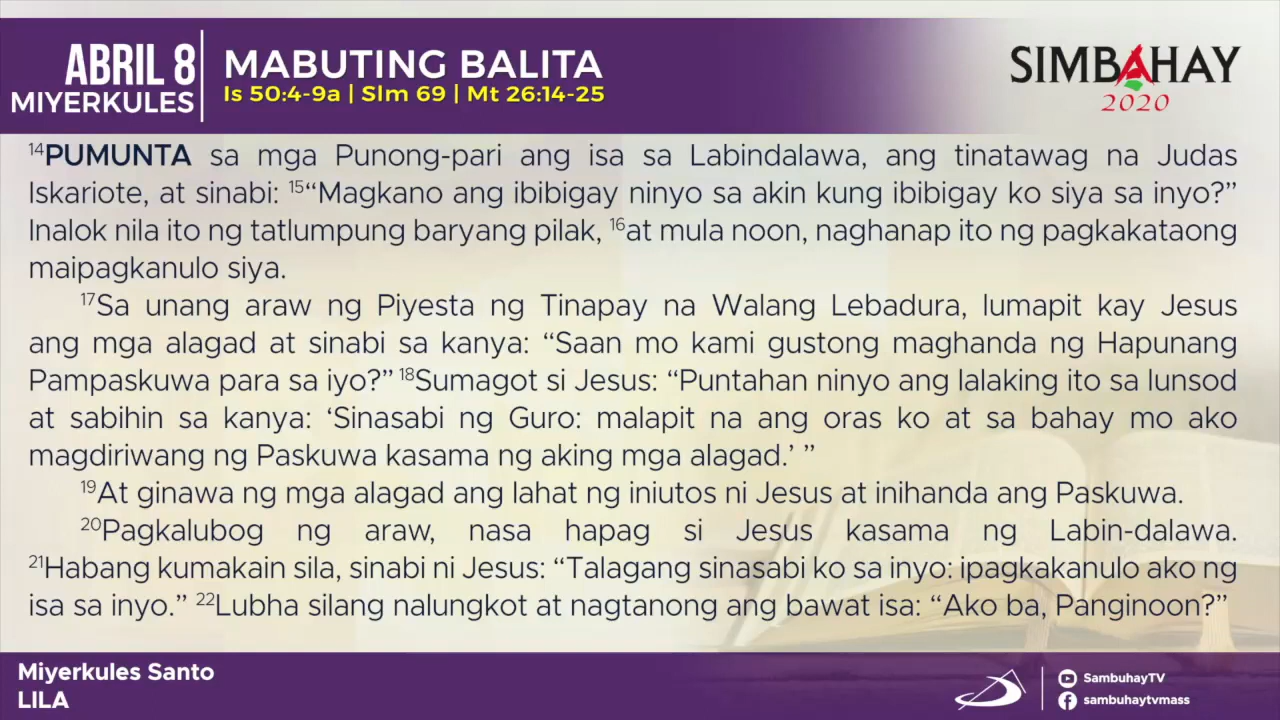 ABRIL 8
MIYERKULES
MABUTING BALITA
Is 50:4-9a | Slm 69 | Mt 26:14-25
SIMBAHAY
2020
14PUMUNTA sa mga Punong-pari ang isa sa Labindalawa, ang tinatawag na Judas
Iskariote, at sinabi: 15“Magkano ang ibibigay ninyo sa akin kung ibibigay ko siya sa inyo?”
Inalok nila ito ng tatlumpung baryang pilak, 16at mula noon, naghanap ito ng pagkakataong
maipagkanulo siya.
17Sa unang araw ng Piyesta ng Tinapay na Walang Lebadura, lumapit kay Jesus
ang mga alagad at sinabi sa kanya: “Saan mo kami gustong maghanda ng Hapunang
Pampaskuwa para sa iyo?” 18Sumagot si Jesus: “Puntahan ninyo ang lalaking ito sa lunsod
at sabihin sa kanya: ‘Sinasabi ng Guro: malapit na ang oras ko at sa bahay mo ako
magdiriwang ng Paskuwa kasama ng aking mga alagad.’ ”
19At ginawa ng mga alagad ang lahat ng iniutos ni Jesus at inihanda ang Paskuwa.
20Pagkalubog ng araw, nasa hapag si Jesus kasama ng Labin-dalawa.
21Habang kumakain sila, sinabi ni Jesus: “Talagang sinasabi ko sa inyo: ipagkakanulo ako ng
isa sa inyo.” 22Lubha silang nalungkot at nagtanong ang bawat isa: “Ako ba, Panginoon?”
Miyerkules Santo
LILA
SambuhayTV
sambuhaytvmass